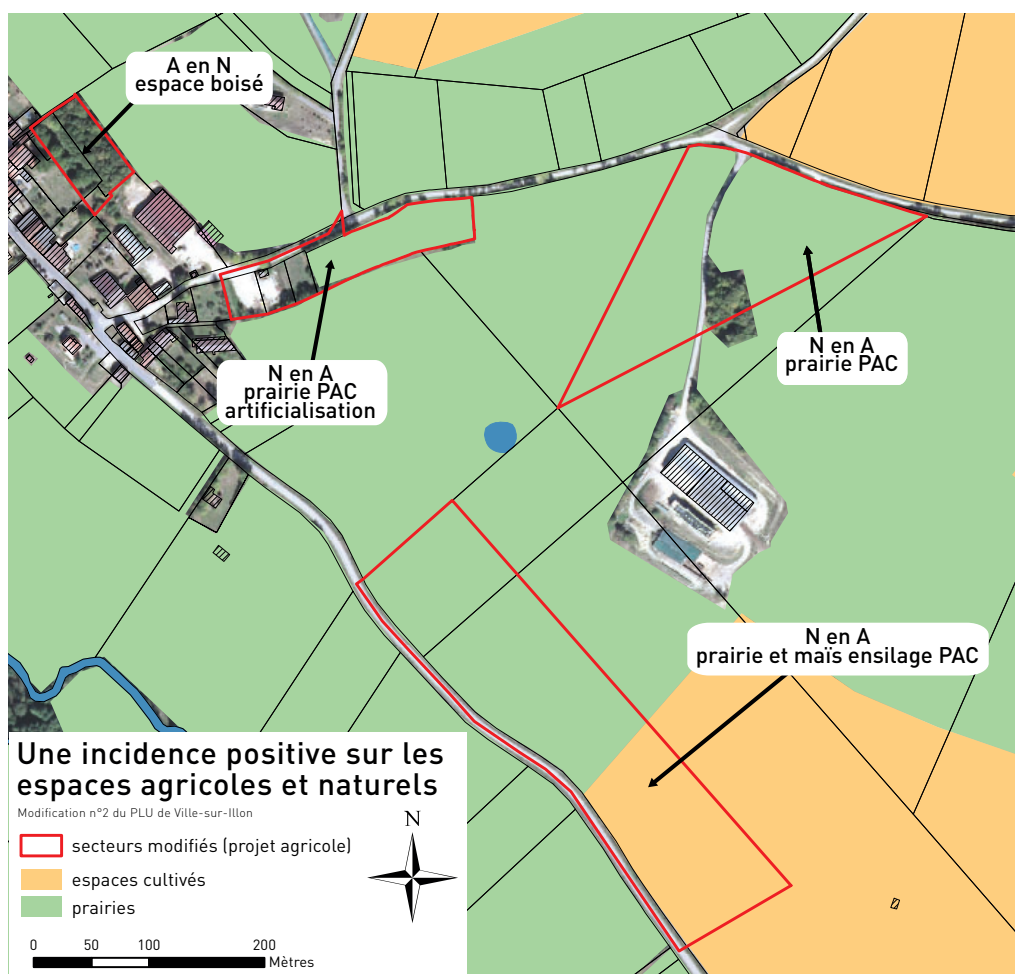 A en N
espace boisé
N en A
prairie PAC
artificialisation
N en A
prairie PAC
N en A
prairie et maïs ensilage PAC
Une incidence positive sur les
espaces agricoles et naturels
Modification n°2 du PLU de Ville-sur-Illon
N
secteurs modifiés (projet agricole)
espaces cultivés
prairies
0 50 100 200
Mètres